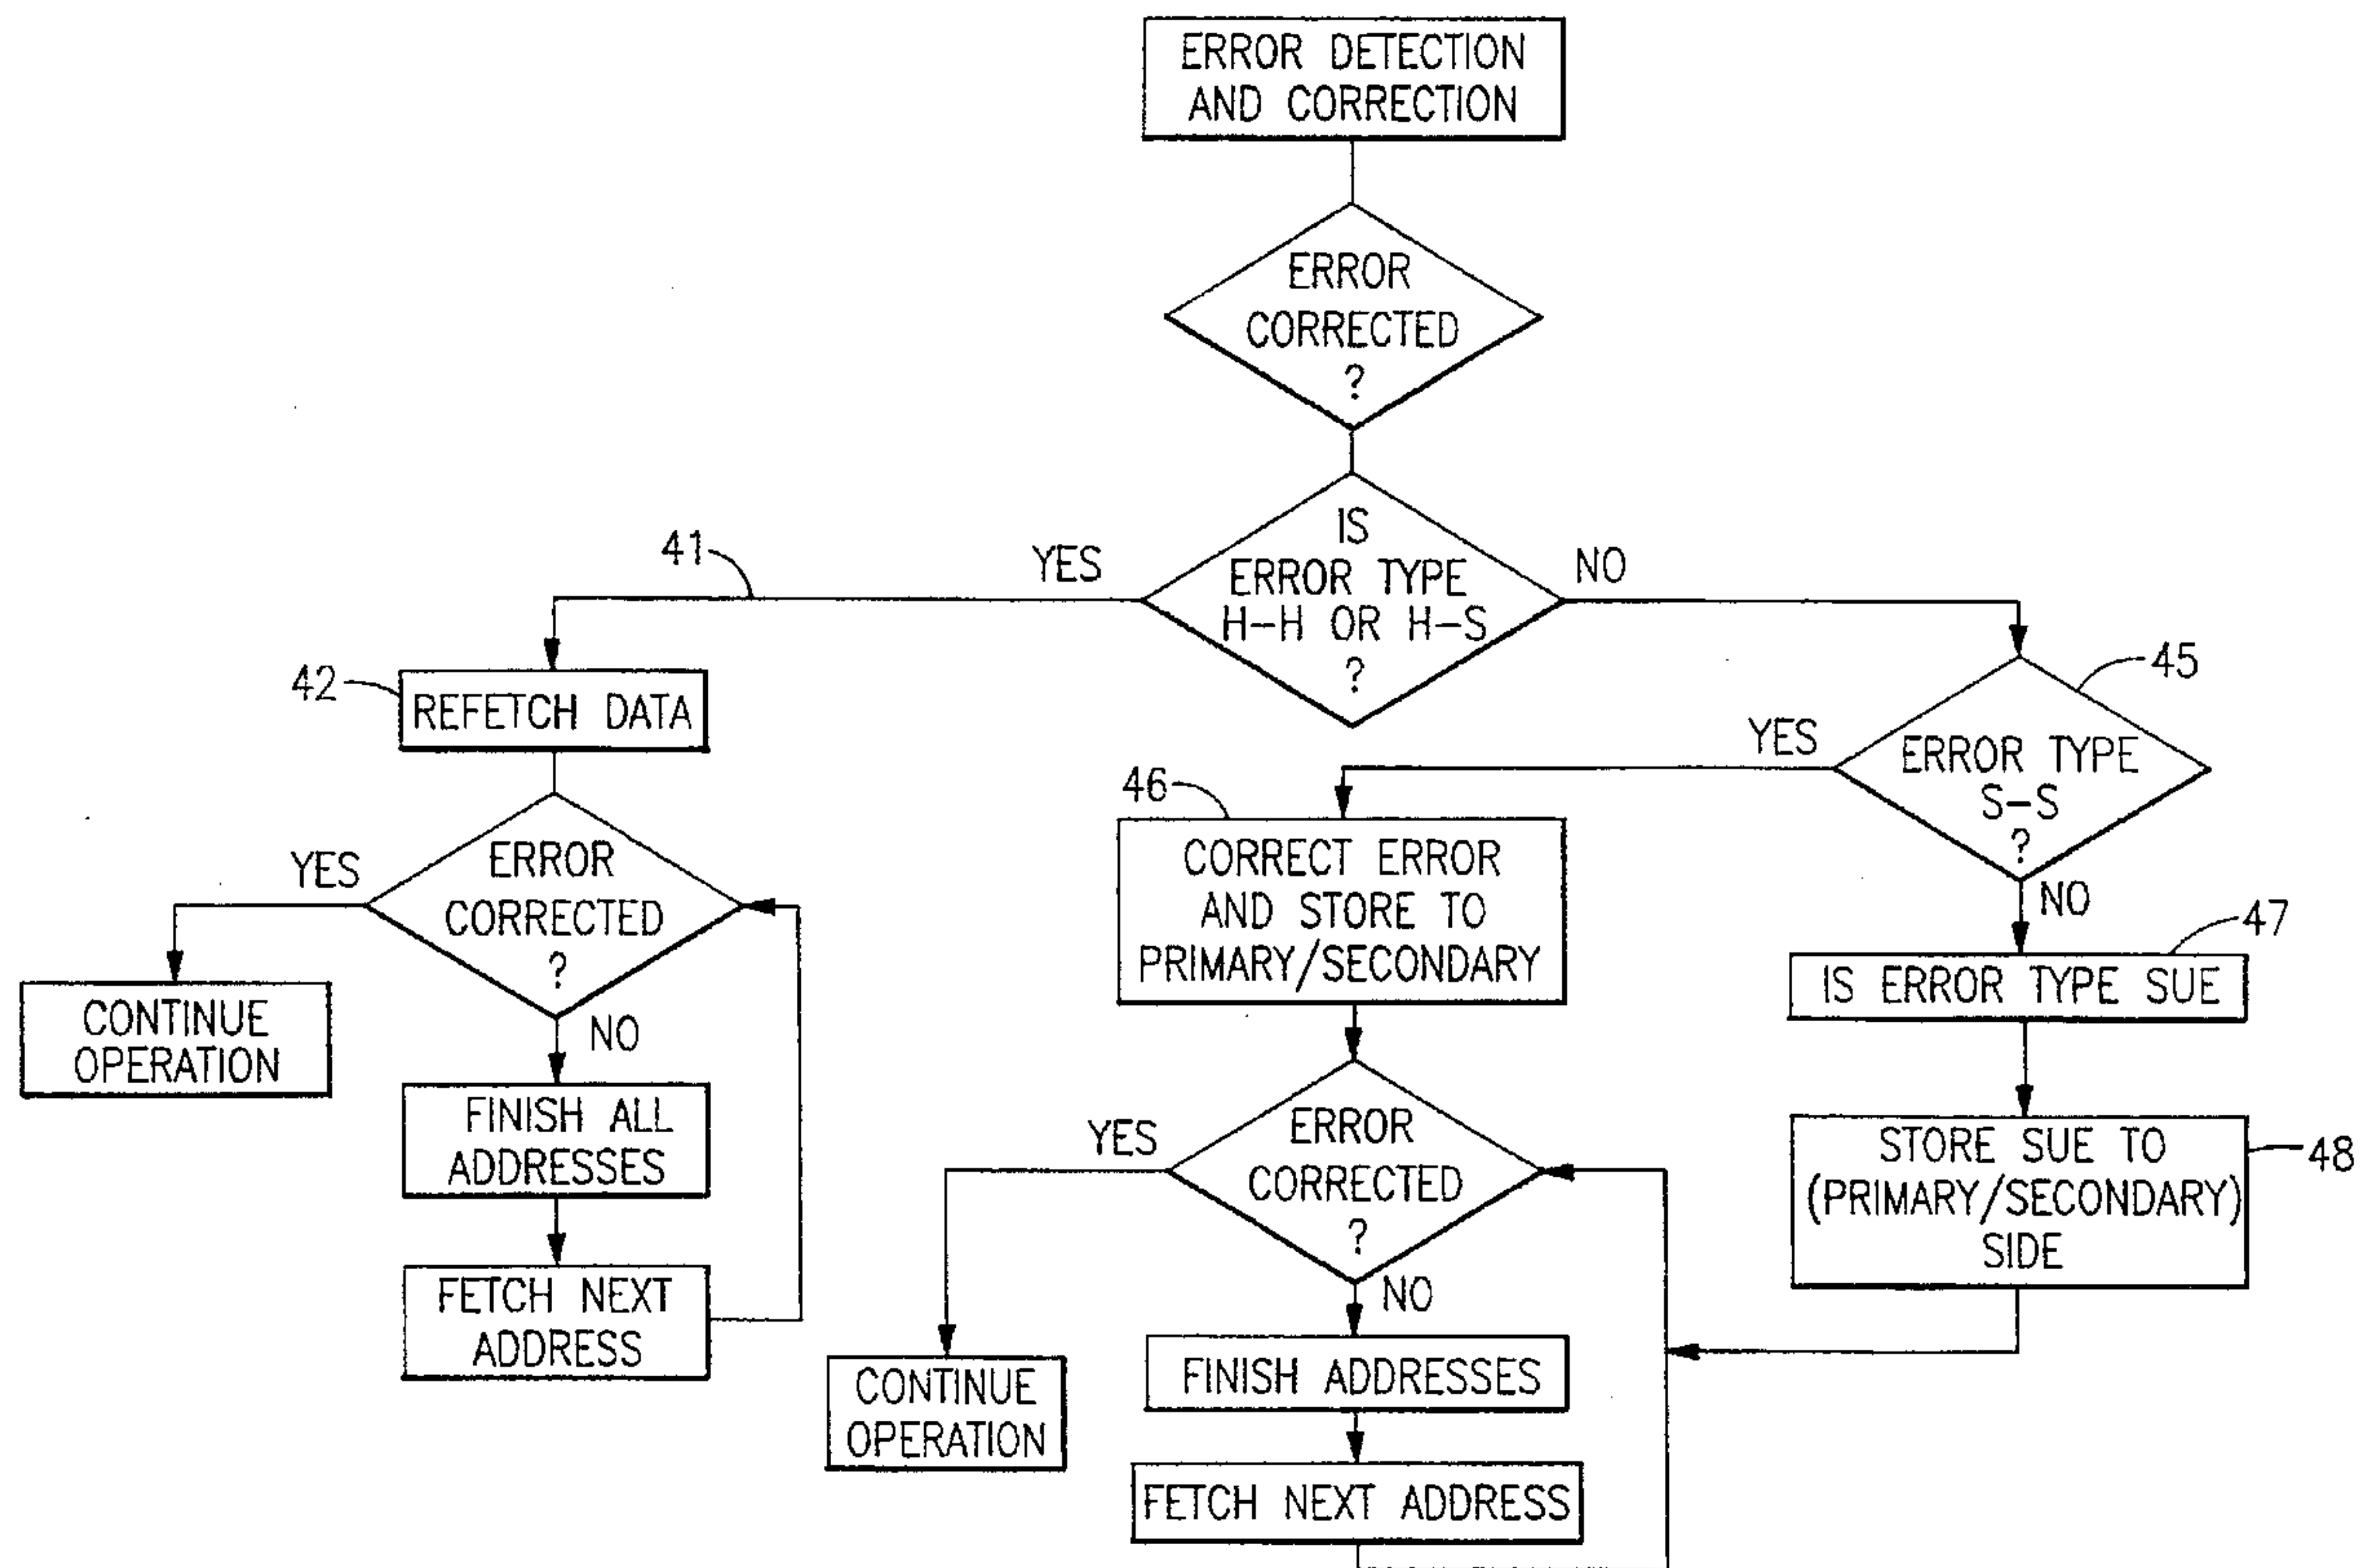 ERROR DETECTION
AND CORRECTION
ERROR
CORRECTED
?
IS
ERROR TYPE
H-H OR H-S
?
YES
NO
41
42
REFETCH DATA
ERROR
CORRECTED
?
YES
NO
CONTINUE
OPERATION
FINISH ALL
ADDRESSES
FETCH NEXT
ADDRESS
45
ERROR TYPE
S-S
?
YES
NO
46
CORRECT ERROR
AND STORE TO
PRIMARY/SECONDARY
47
IS ERROR TYPE SUE
STORE SUE TO
(PRIMARY/SECONDARY)
SIDE
48
ERROR
CORRECTED
?
YES
NO
CONTINUE
OPERATION
FINISH ADDRESSES
FETCH NEXT ADDRESS